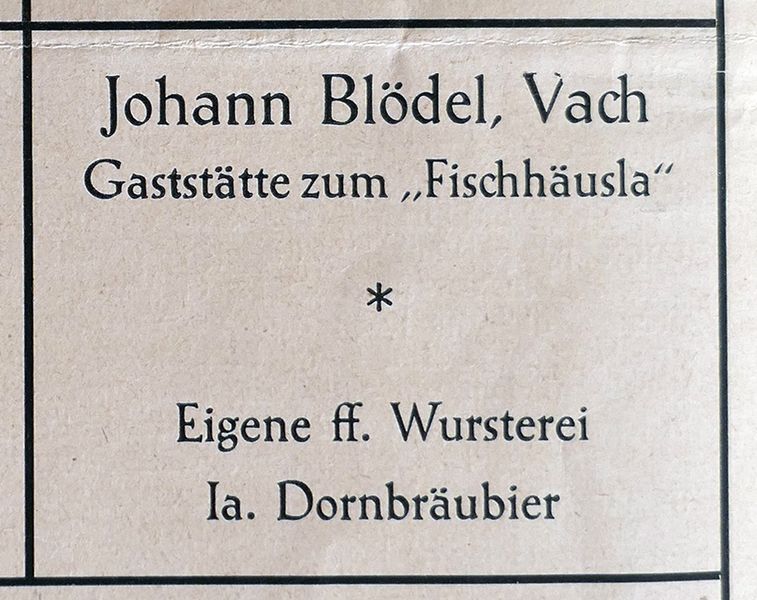 Johann Blödel, Vach
Gaststätte zum „Fischhäusla“
*
Eigene ff. Wursterei
Ia. Dornbräubier